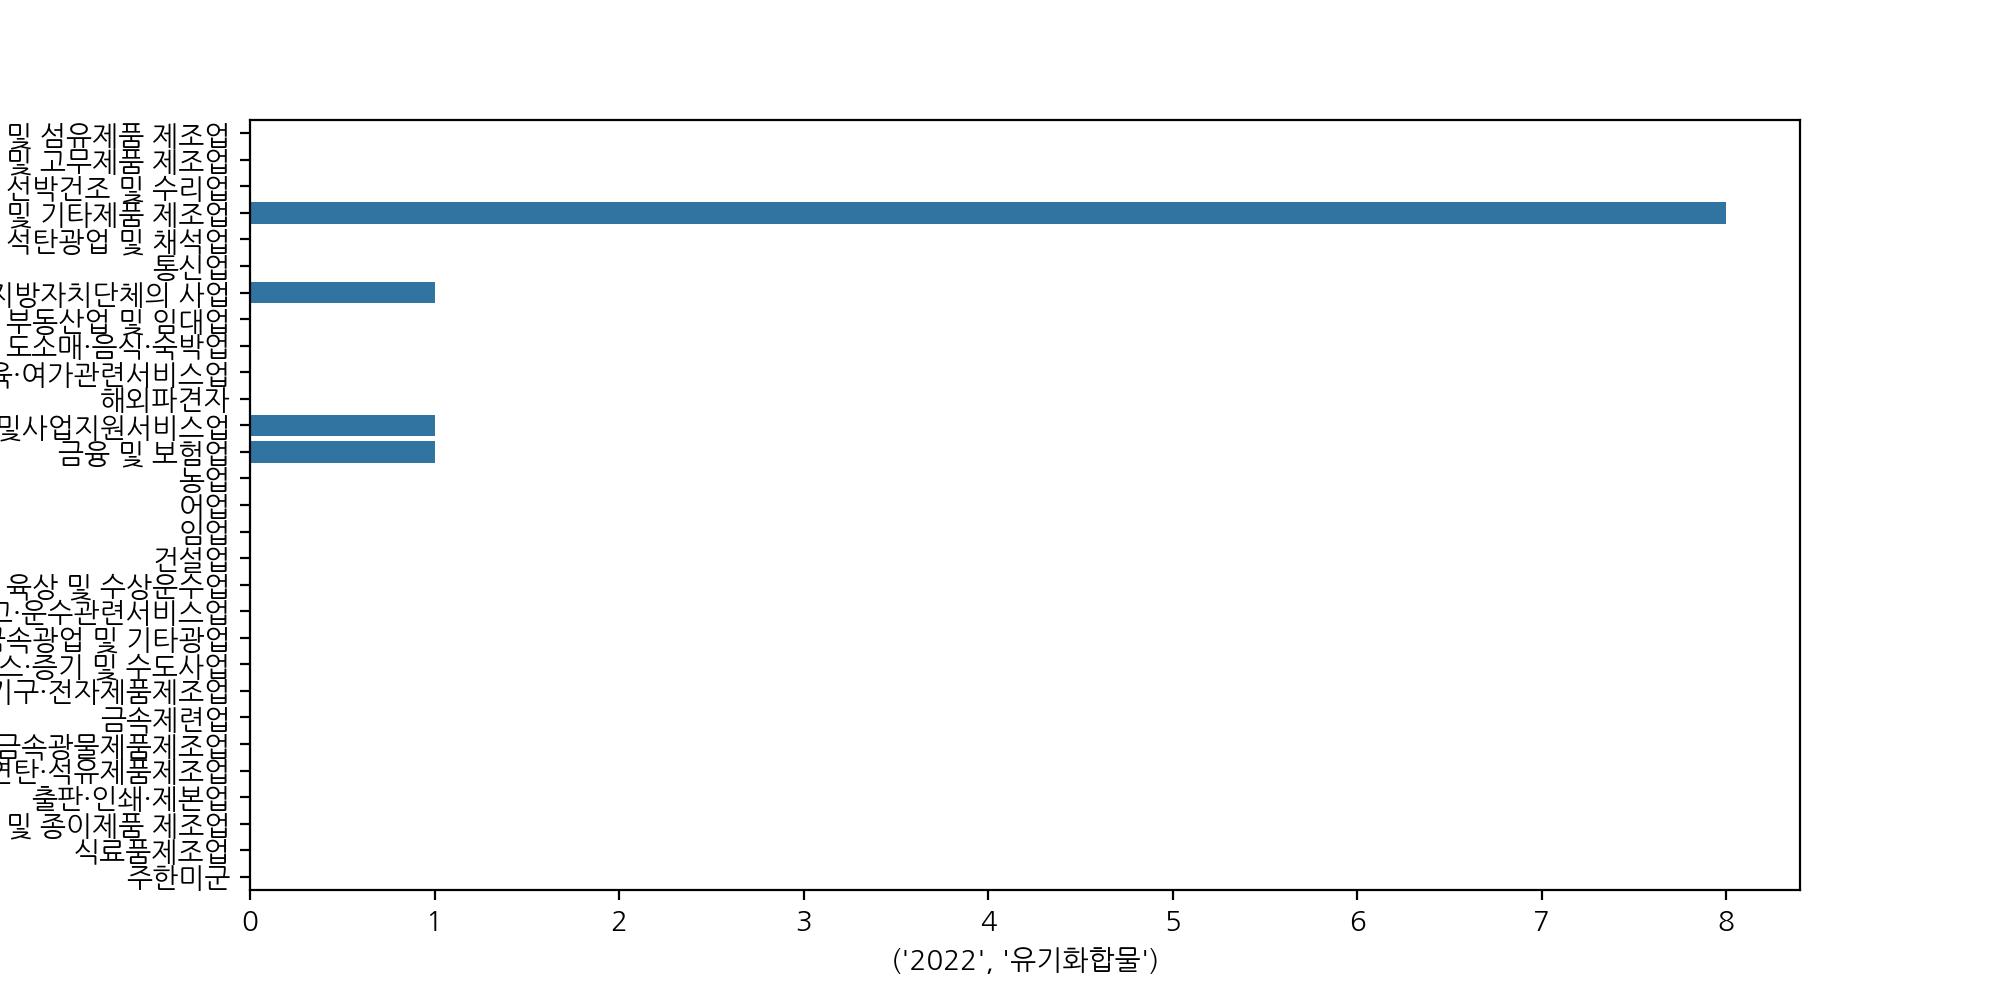 및 섬유제품 제조업
및 고무제품 제조업
선박건조 및 수리업
및 기타제품 제조업
석탄광업 및 채석업
통신업
지방자치단체의 사업
부동산업 및 임대업
도소매·음식·숙박업
·여가관련서비스업
해외파견자
및사업지원서비스업
금융 및 보험업
농업
어업
임업
건설업
육상 및 수상운수업
·운수관련서비스업
금속광업 및 기타광업
스·증기 및 수도사업
기구·전자제품제조업
금속제련업
금속광물제품제조업
연탄·석유제품제조업
출판·인쇄·제본업
및 종이제품 제조업
식료품제조업
주한미군
0 1 2 3 4 5 6 7 8
('2022', '유기화합물')